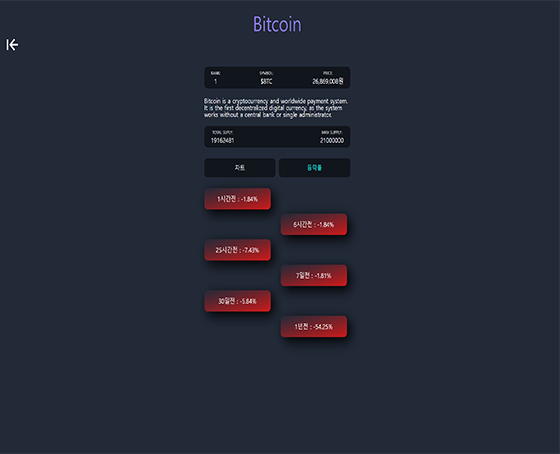 Bitcoin
RANK: SYMBOL: PRICE:
1 $BTC 26,869,008원
Bitcoin is a cryptocurrency and worldwide payment system.
It is the first decentralized digital currency, as the system
works without a central bank or single administrator.
TOTAL SUPLY: MAX SUPPLY:
19162481 21000000
차트 등락률
1시간전 : -1.84%
6시간전 : -1.84%
25시간전 : -7.43%
7일전 : -1.81%
30일전 : -5.84%
1년전 : -54.25%